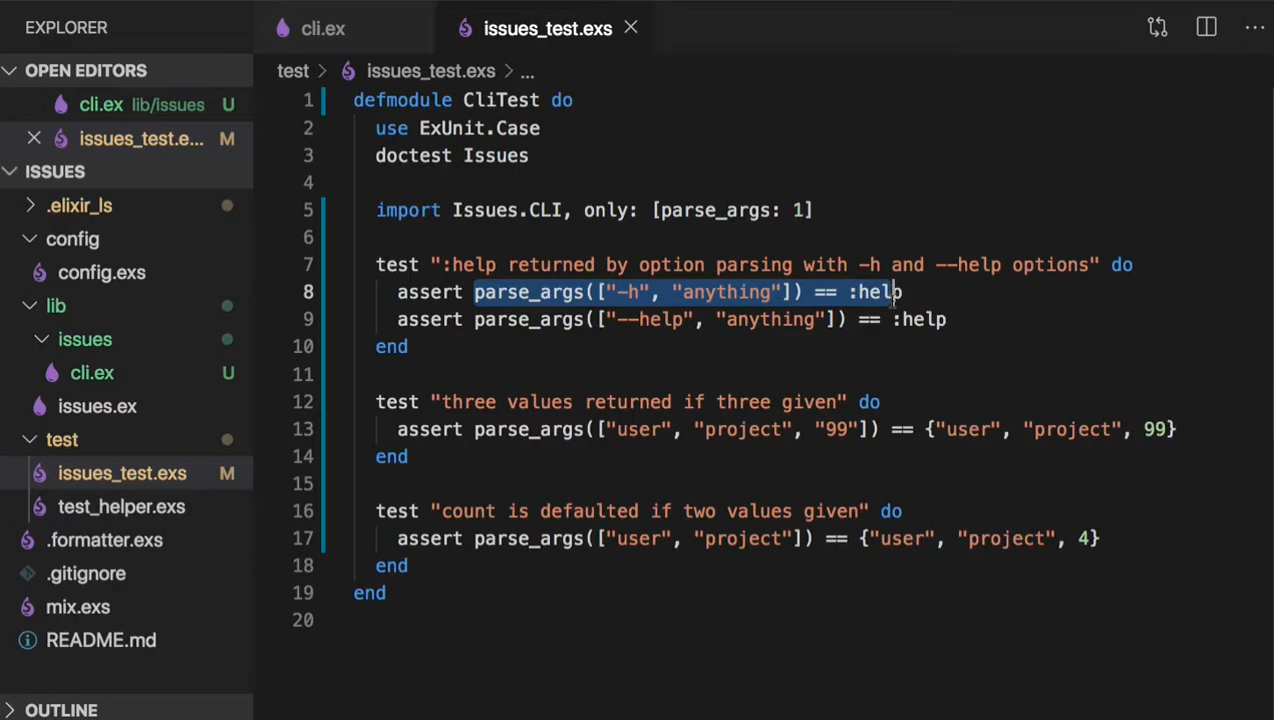 EXPLORER
OPEN EDITORS
cli.ex lib/issues U
issues_test.e... M
ISSUES
.elixir_ls
config
config.exs
lib
issues
cli.ex U
issues.ex
test
issues_test.exs M
test_helper.exs
.formatter.exs
.gitignore
mix.exs
README.md
OUTLINE
cli.ex
issues_test.exs
test > issues_test.exs > ...
1 defmodule CliTest do
2 use ExUnit.Case
3 doctest Issues
4
5 import Issues.CLI, only: [parse_args: 1]
6
7 test ":help returned by option parsing with -h and --help options" do
8 assert parse_args(["-h", "anything"]) == :help
9 assert parse_args(["--help", "anything"]) == :help
10 end
11
12 test "three values returned if three given" do
13 assert parse_args(["user", "project", "99"]) == {"user", "project", 99}
14 end
15
16 test "count is defaulted if two values given" do
17 assert parse_args(["user", "project"]) == {"user", "project", 4}
18 end
19 end
20